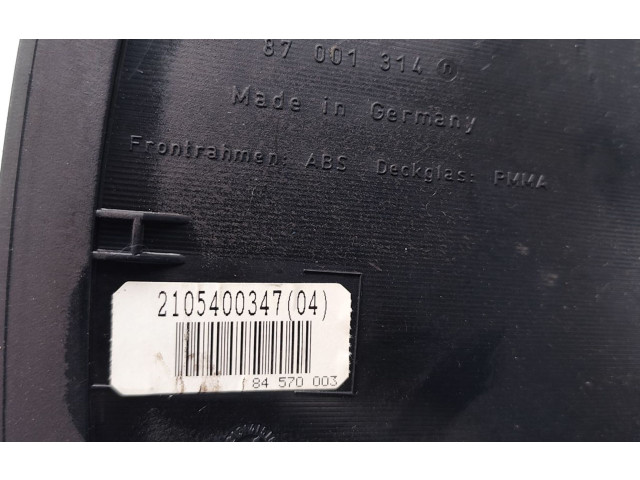 87 001 314
Made in Germany
Frontrahmen: ABS Deckglas: PMMA
2105400347(04)
84 570 003